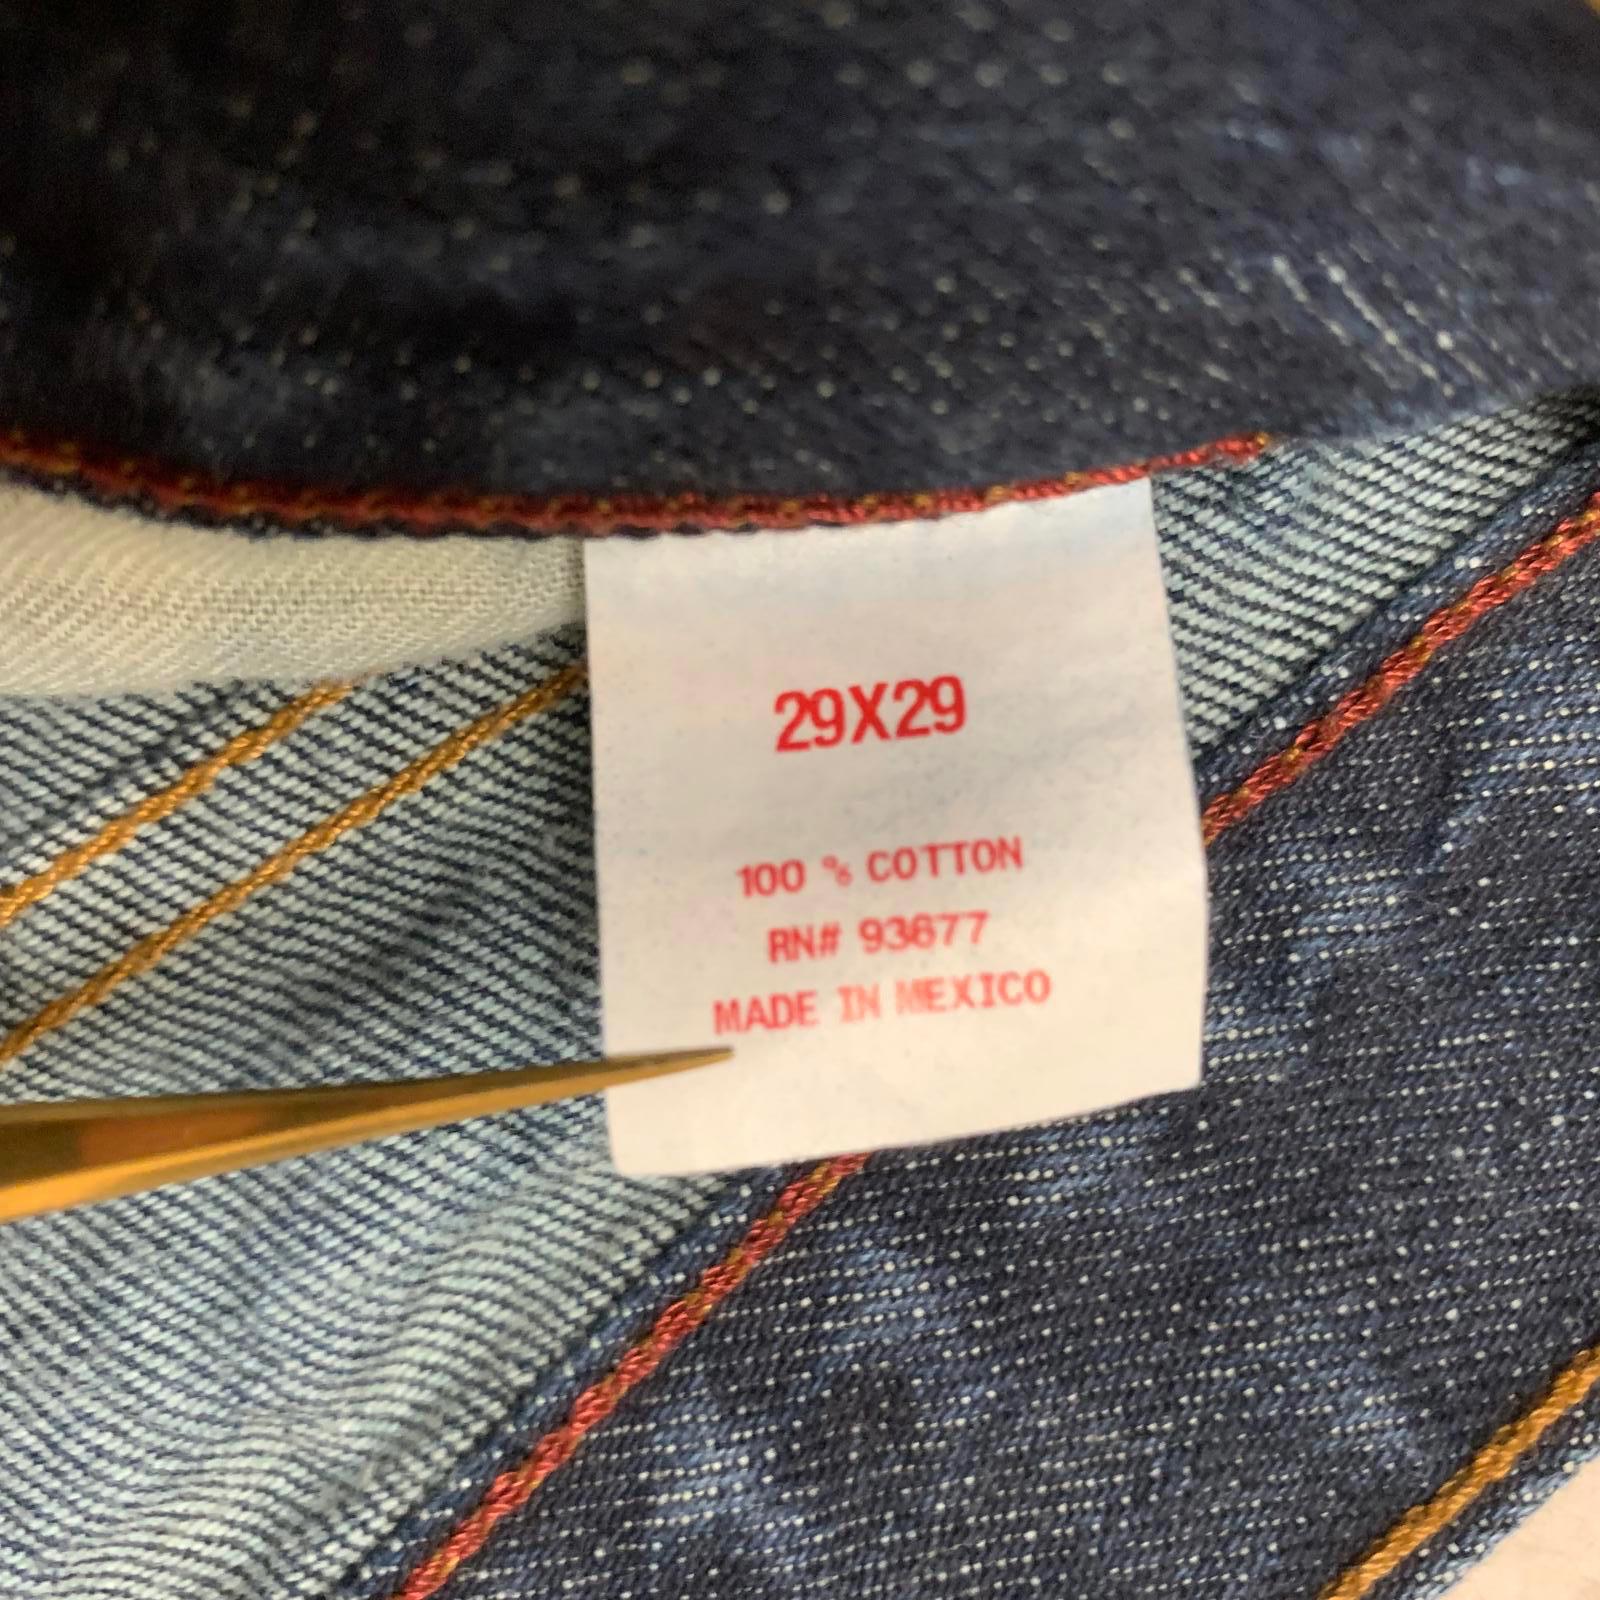 29X29
100 % COTTON
RN# 93677
MADE IN MEXICO